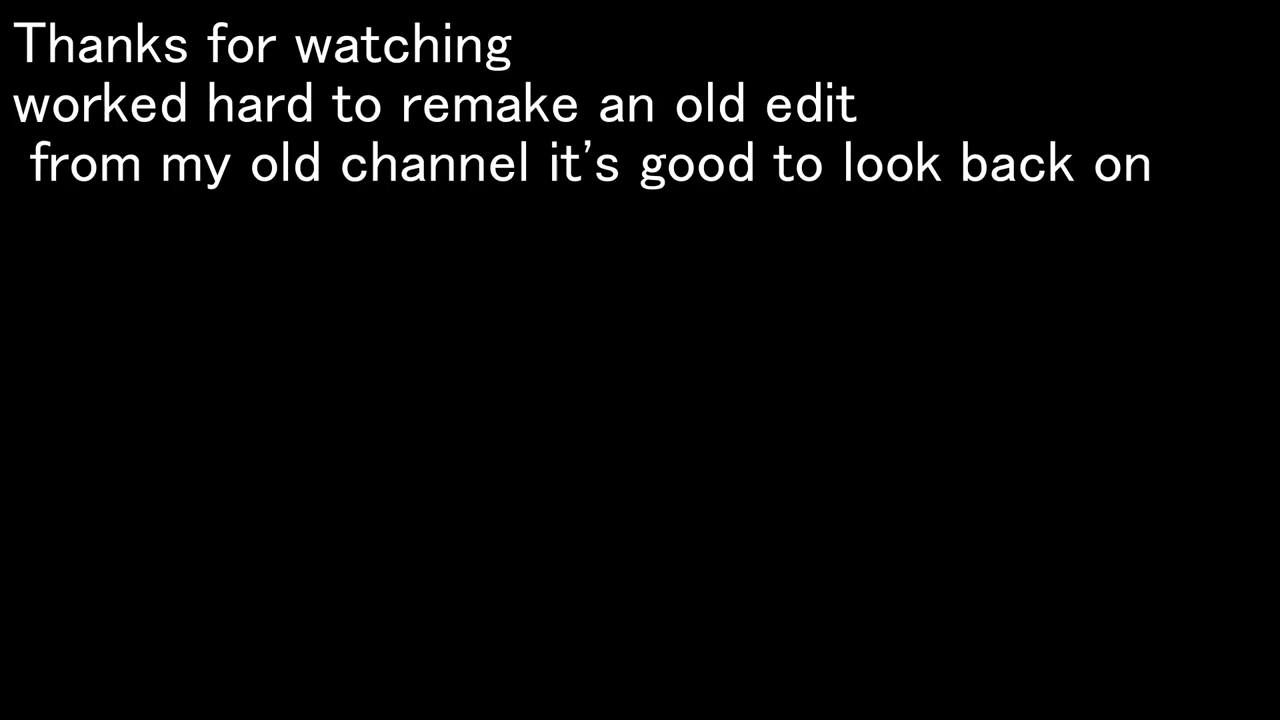 Thanks for watching
worked hard to remake an old edit
from my old channel it's good to look back on